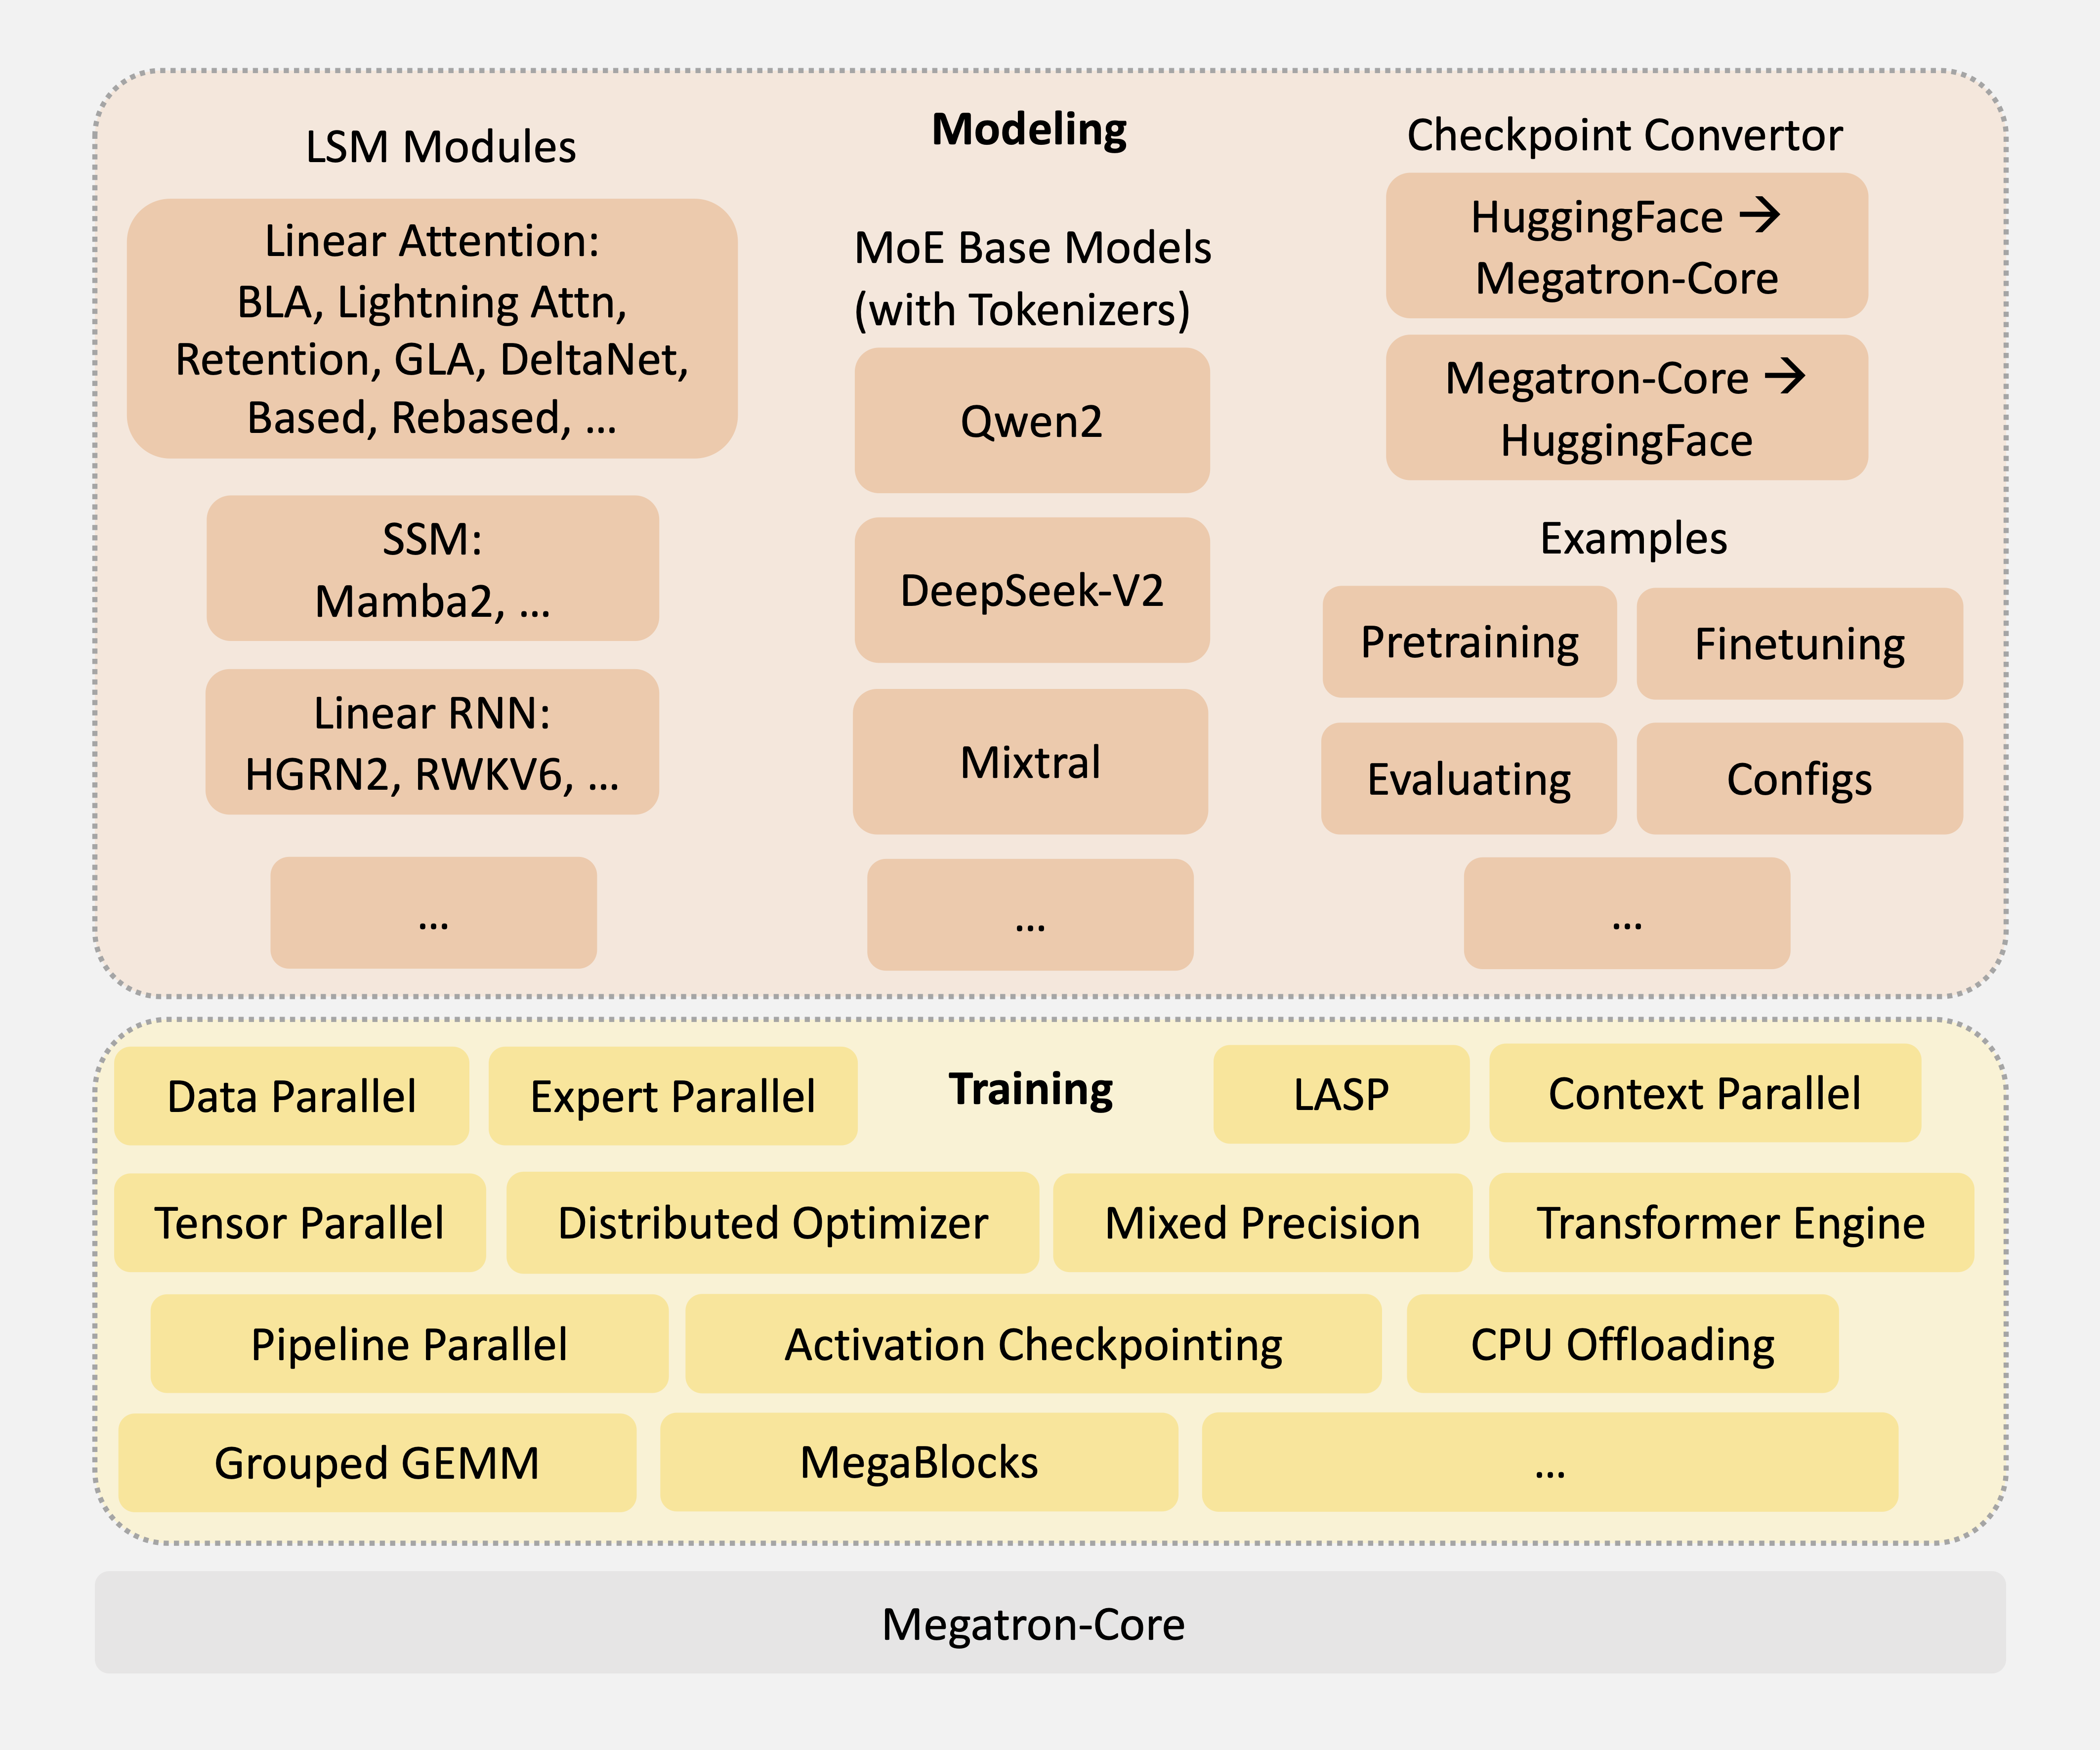 Modeling
LSM Modules
Linear Attention:
BLA, Lightning Attn,
Retention, GLA, DeltaNet,
Based, Rebased, ...
SSM:
Mamba2, ...
Linear RNN:
HGRN2, RWKV6, ...
...
MoE Base Models
(with Tokenizers)
Qwen2
DeepSeek-V2
Mixtral
...
Checkpoint Convertor
HuggingFace →
Megatron-Core
Megatron-Core →
HuggingFace
Examples
Pretraining
Finetuning
Evaluating
Configs
...
Training
Data Parallel
Expert Parallel
LASP
Context Parallel
Tensor Parallel
Distributed Optimizer
Mixed Precision
Transformer Engine
Pipeline Parallel
Activation Checkpointing
CPU Offloading
Grouped GEMM
MegaBlocks
...
Megatron-Core